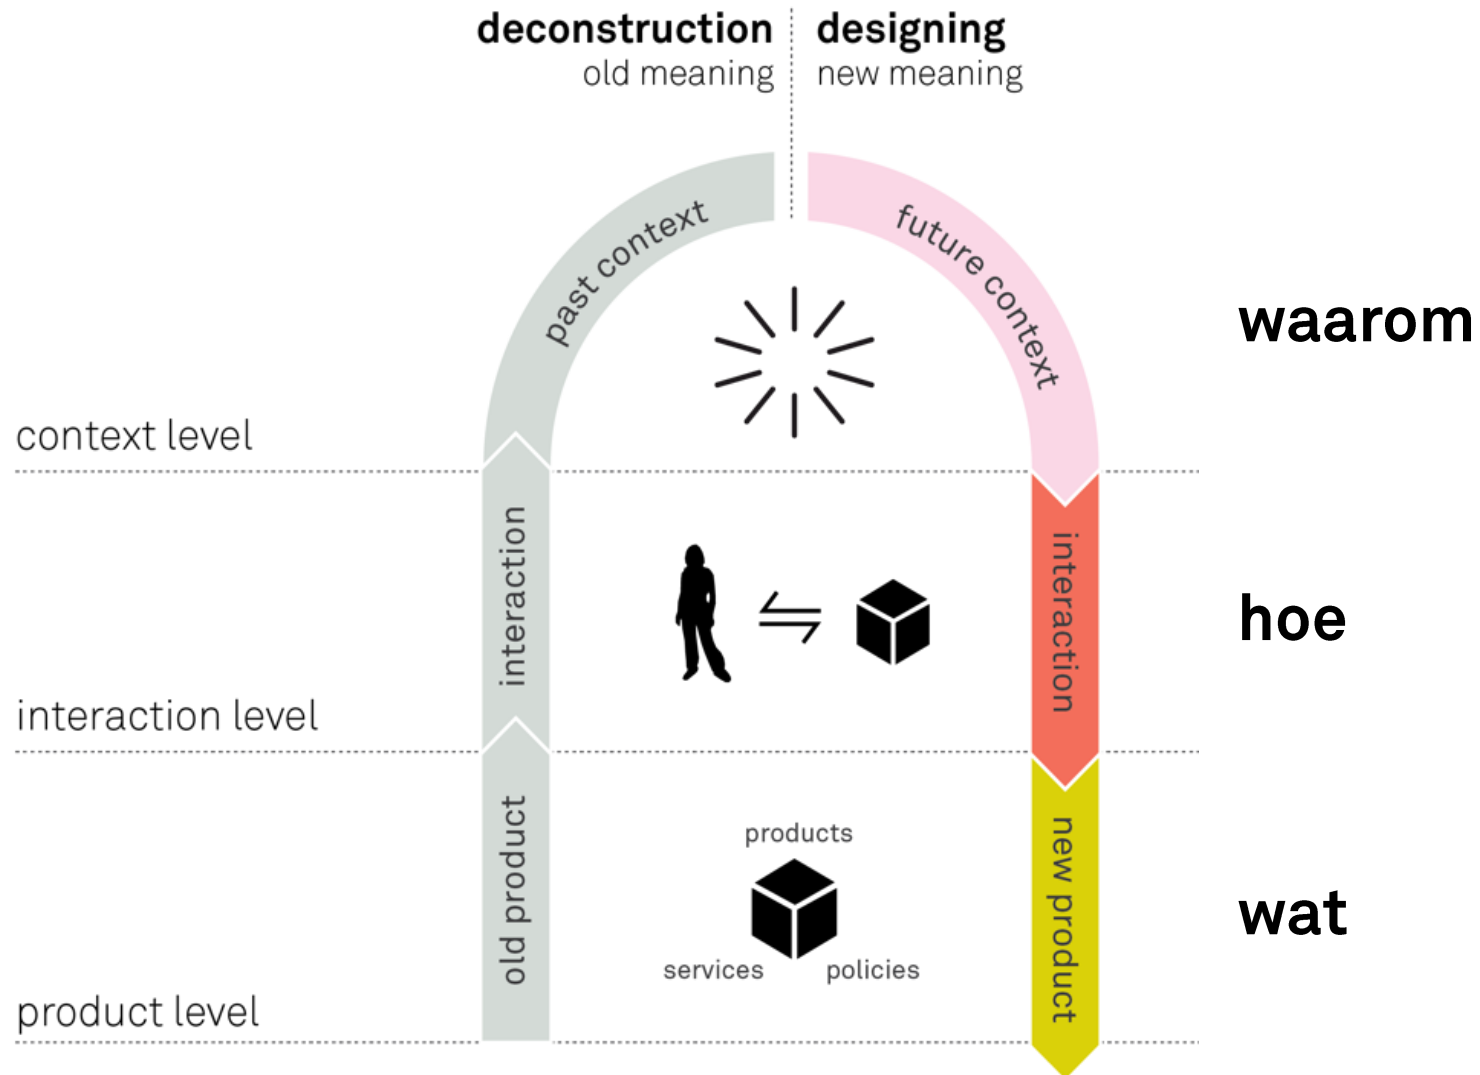 deconstruction
old meaning
designing
new meaning
past context
future context
waarom
context level
interaction
interaction
hoe
interaction level
old product
products
services
policies
new product
wat
product level